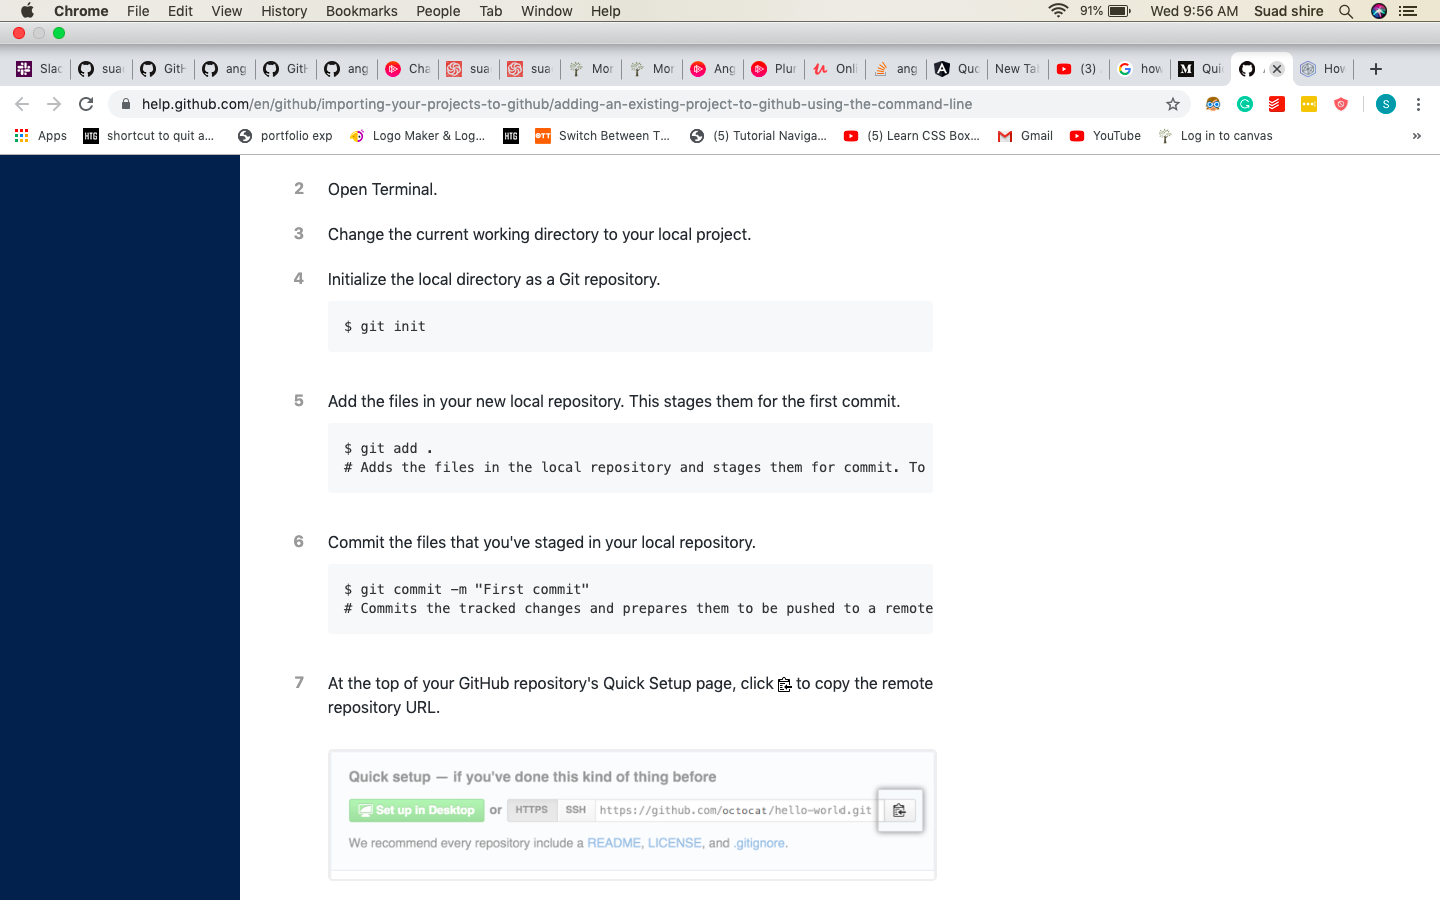 Chrome File Edit View History Bookmarks People Tab Window Help 91% Wed 9:56 AM Suad shire
Slac sua GitH ang GitH ang Cha sua sua Mor Mor Ang Plur Onli ang Quo New Tab (3) how Qui How
help.github.com/en/github/importing-your-projects-to-github/adding-an-existing-project-to-github-using-the-command-line S
Apps HTG shortcut to quit a... portfolio exp Logo Maker & Log... HTG OTT Switch Between T... (5) Tutorial Naviga... (5) Learn CSS Box... Gmail YouTube Log in to canvas »
2 Open Terminal.
3 Change the current working directory to your local project.
4 Initialize the local directory as a Git repository.
$ git init
5 Add the files in your new local repository. This stages them for the first commit.
$ git add .
# Adds the files in the local repository and stages them for commit. To
6 Commit the files that you've staged in your local repository.
$ git commit -m "First commit"
# Commits the tracked changes and prepares them to be pushed to a remote
7 At the top of your GitHub repository's Quick Setup page, click to copy the remote
repository URL.
Quick setup — if you've done this kind of thing before
Set up in Desktop or HTTPS SSH https://github.com/octocat/hello-world.git
We recommend every repository include a README, LICENSE, and .gitignore.